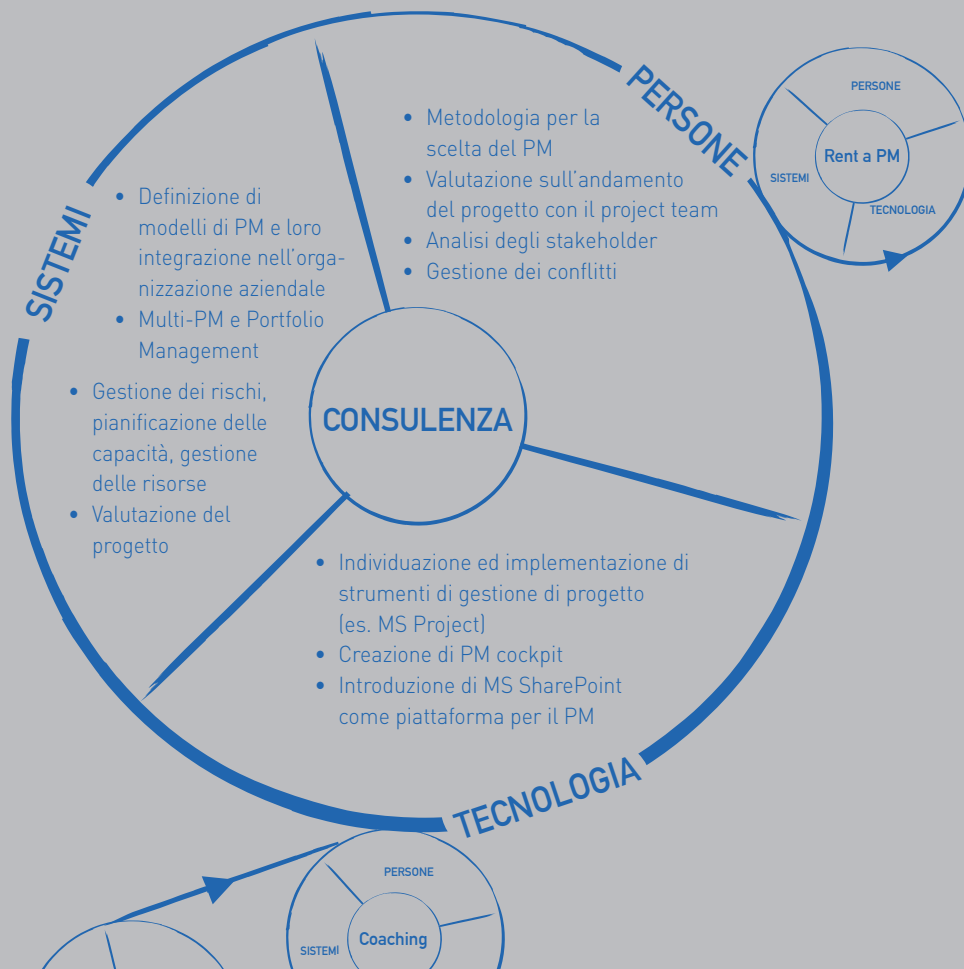 PERSONE
• Metodologia per la
scelta del PM
• Valutazione sull'andamento
del progetto con il project team
• Analisi degli stakeholder
• Gestione dei conflitti
SISTEMI
• Definizione di
modelli di PM e loro
integrazione nell'orga-
nizzazione aziendale
• Multi-PM e Portfolio
Management
• Gestione dei rischi,
pianificazione delle
capacità, gestione
delle risorse
• Valutazione del
progetto
CONSULENZA
• Individuazione ed implementazione di
strumenti di gestione di progetto
(es. MS Project)
• Creazione di PM cockpit
• Introduzione di MS SharePoint
come piattaforma per il PM
TECNOLOGIA
PERSONE
Rent a PM
SISTEMI
TECNOLOGIA
PERSONE
Coaching
SISTEMI